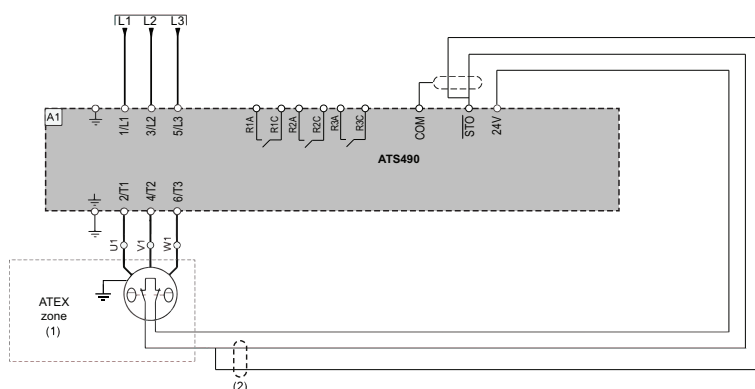 L1 L2 L3
A1
1/L1 3/L2 5/L3 R1A R1C R2A R2C R3A R3C COM STO 24V
ATS490
2/T1 4/T2 6/T3
U1 V1 W1
ATEX
zone
(1)
(2)